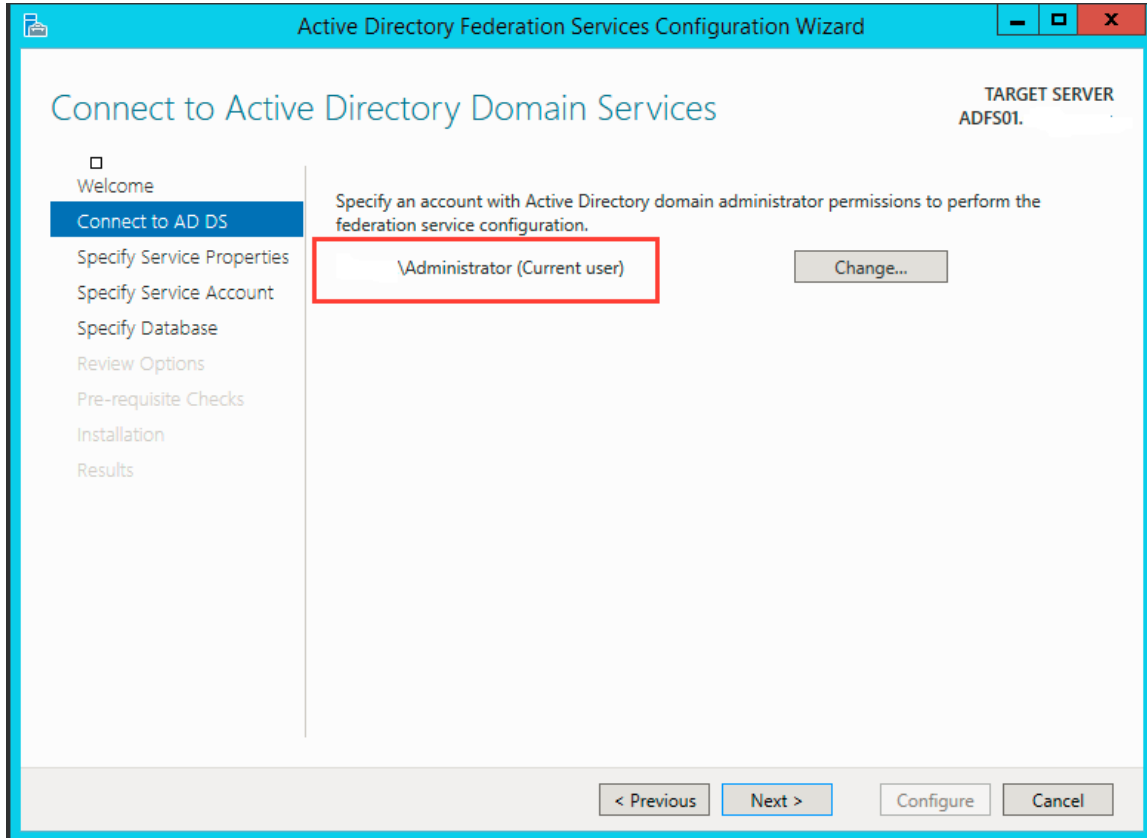 Active Directory Federation Services Configuration Wizard
Connect to Active Directory Domain Services
TARGET SERVER
ADFS01.
Welcome
Connect to AD DS
Specify Service Properties
Specify Service Account
Specify Database
Review Options
Pre-requisite Checks
Installation
Results
Specify an account with Active Directory domain administrator permissions to perform the
federation service configuration.
\Administrator (Current user)
Change...
< Previous
Next >
Configure
Cancel